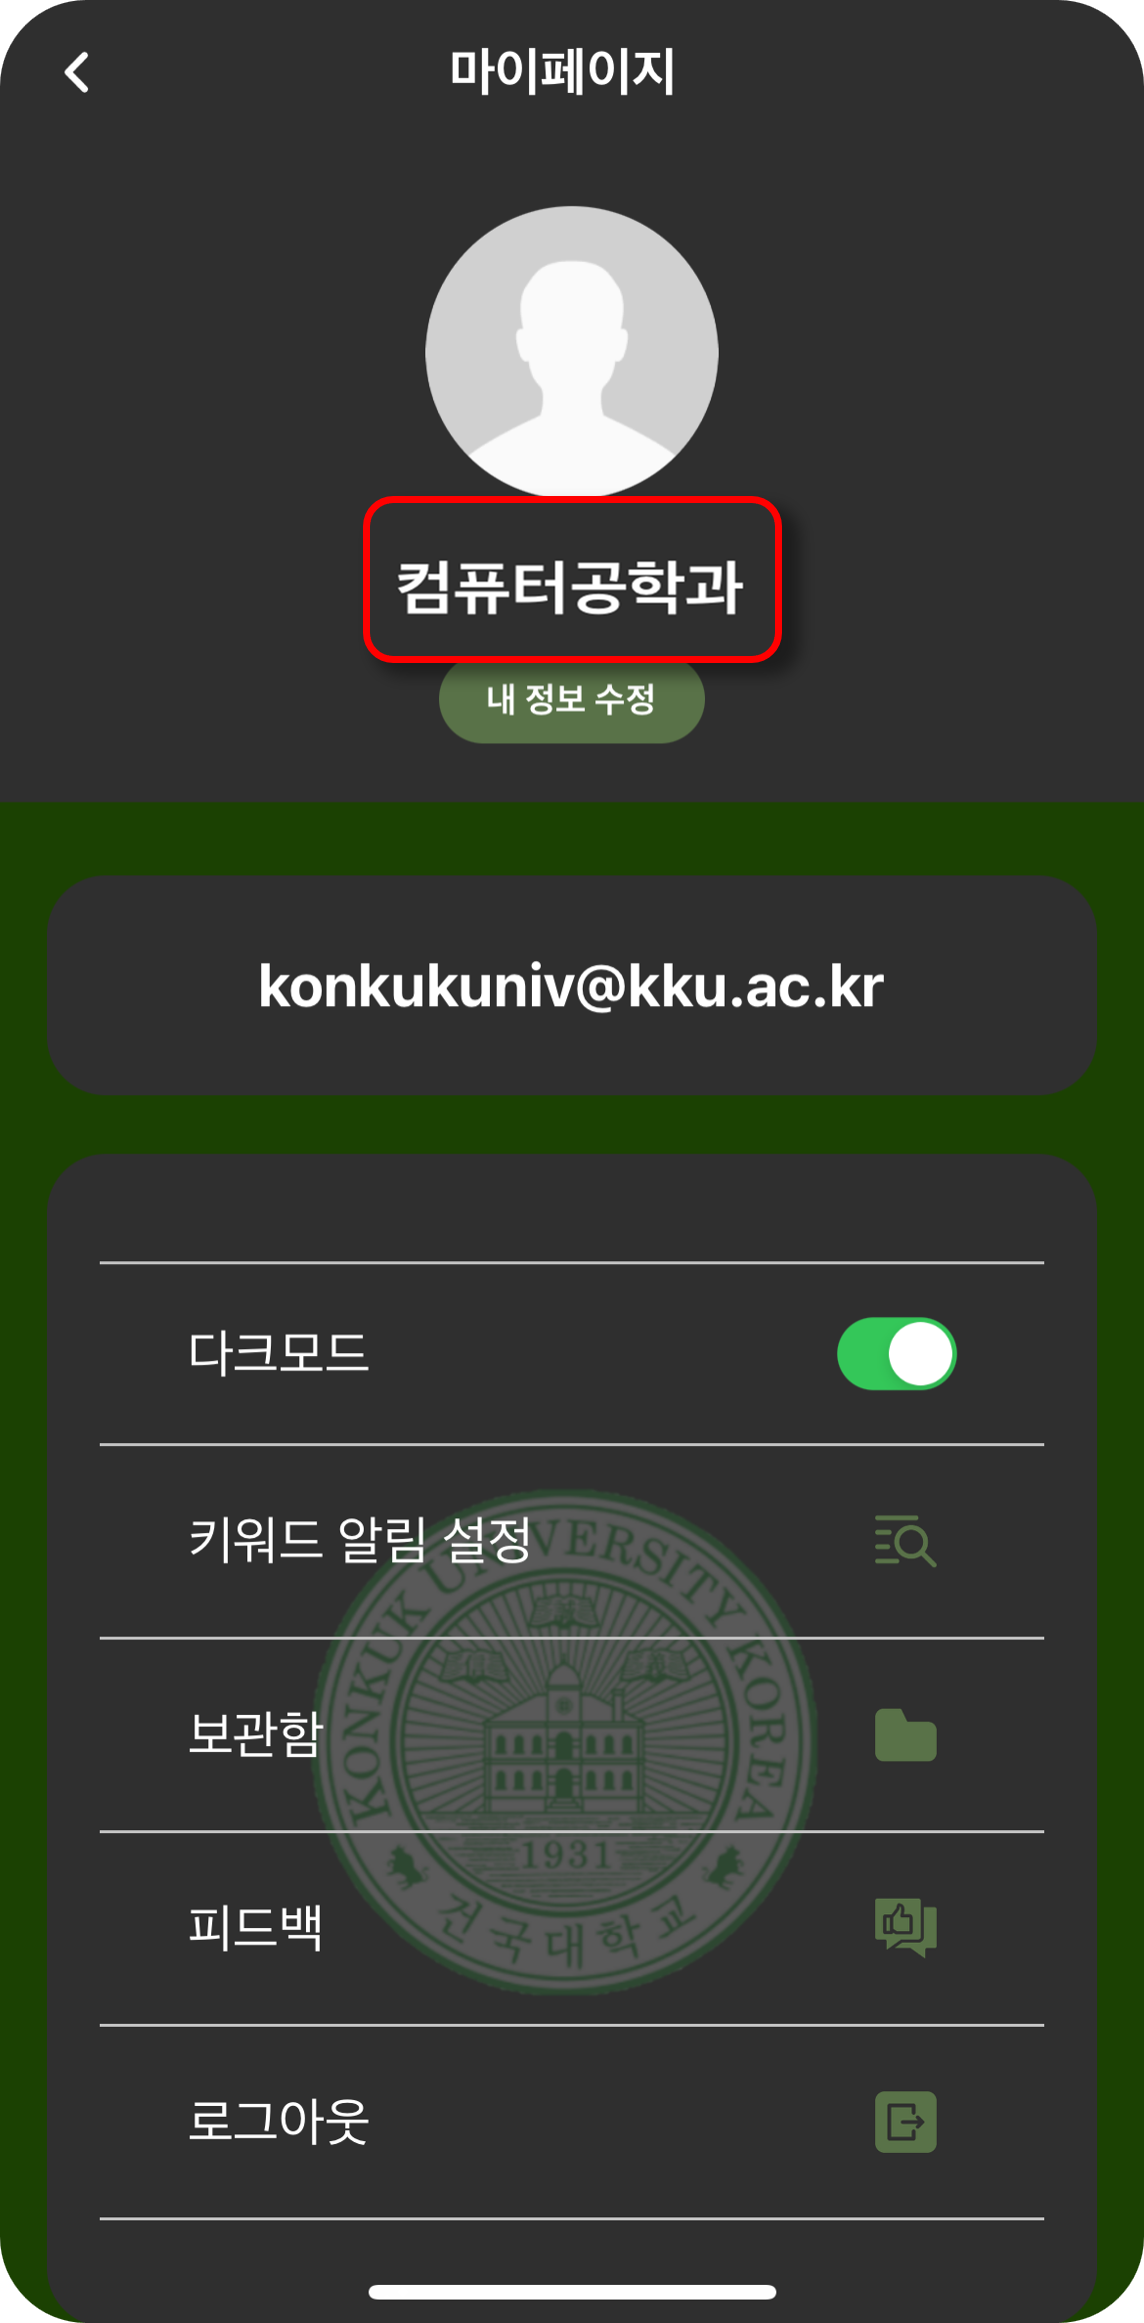 마이페이지
컴퓨터공학과
내 정보 수정
konkukuniv@kku.ac.kr
다크모드
키워드 알림 설정
KONKUK UNIVERSITY KOREA
보관함
1931
피드백
건국대학교
로그아웃